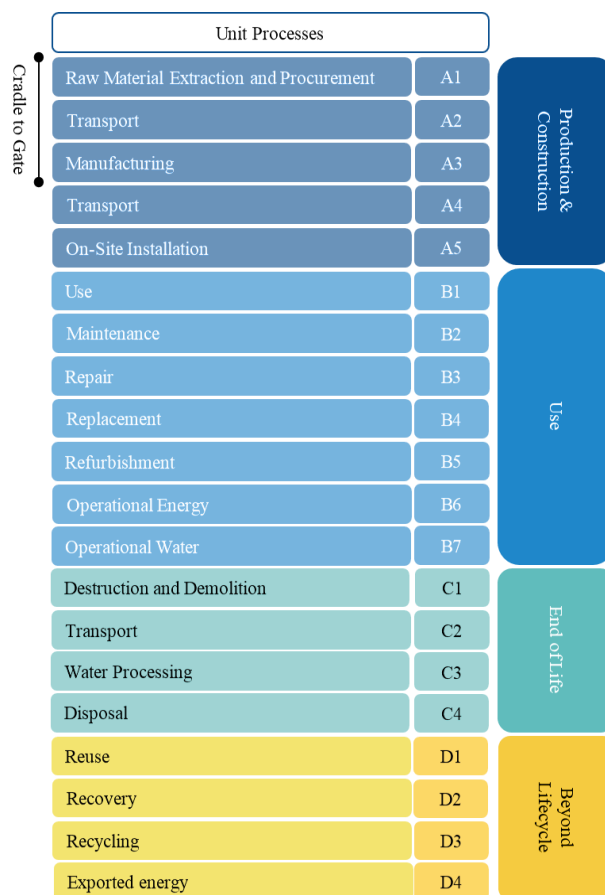 Unit Processes
Cradle to Gate
Raw Material Extraction and Procurement A1
Transport A2
Manufacturing A3
Transport A4
On-Site Installation A5
Production &
Construction
Use B1
Maintenance B2
Repair B3
Replacement B4
Refurbishment B5
Operational Energy B6
Operational Water B7
Use
Destruction and Demolition C1
Transport C2
Water Processing C3
Disposal C4
End of Life
Reuse D1
Recovery D2
Recycling D3
Exported energy D4
Beyond
Lifecycle